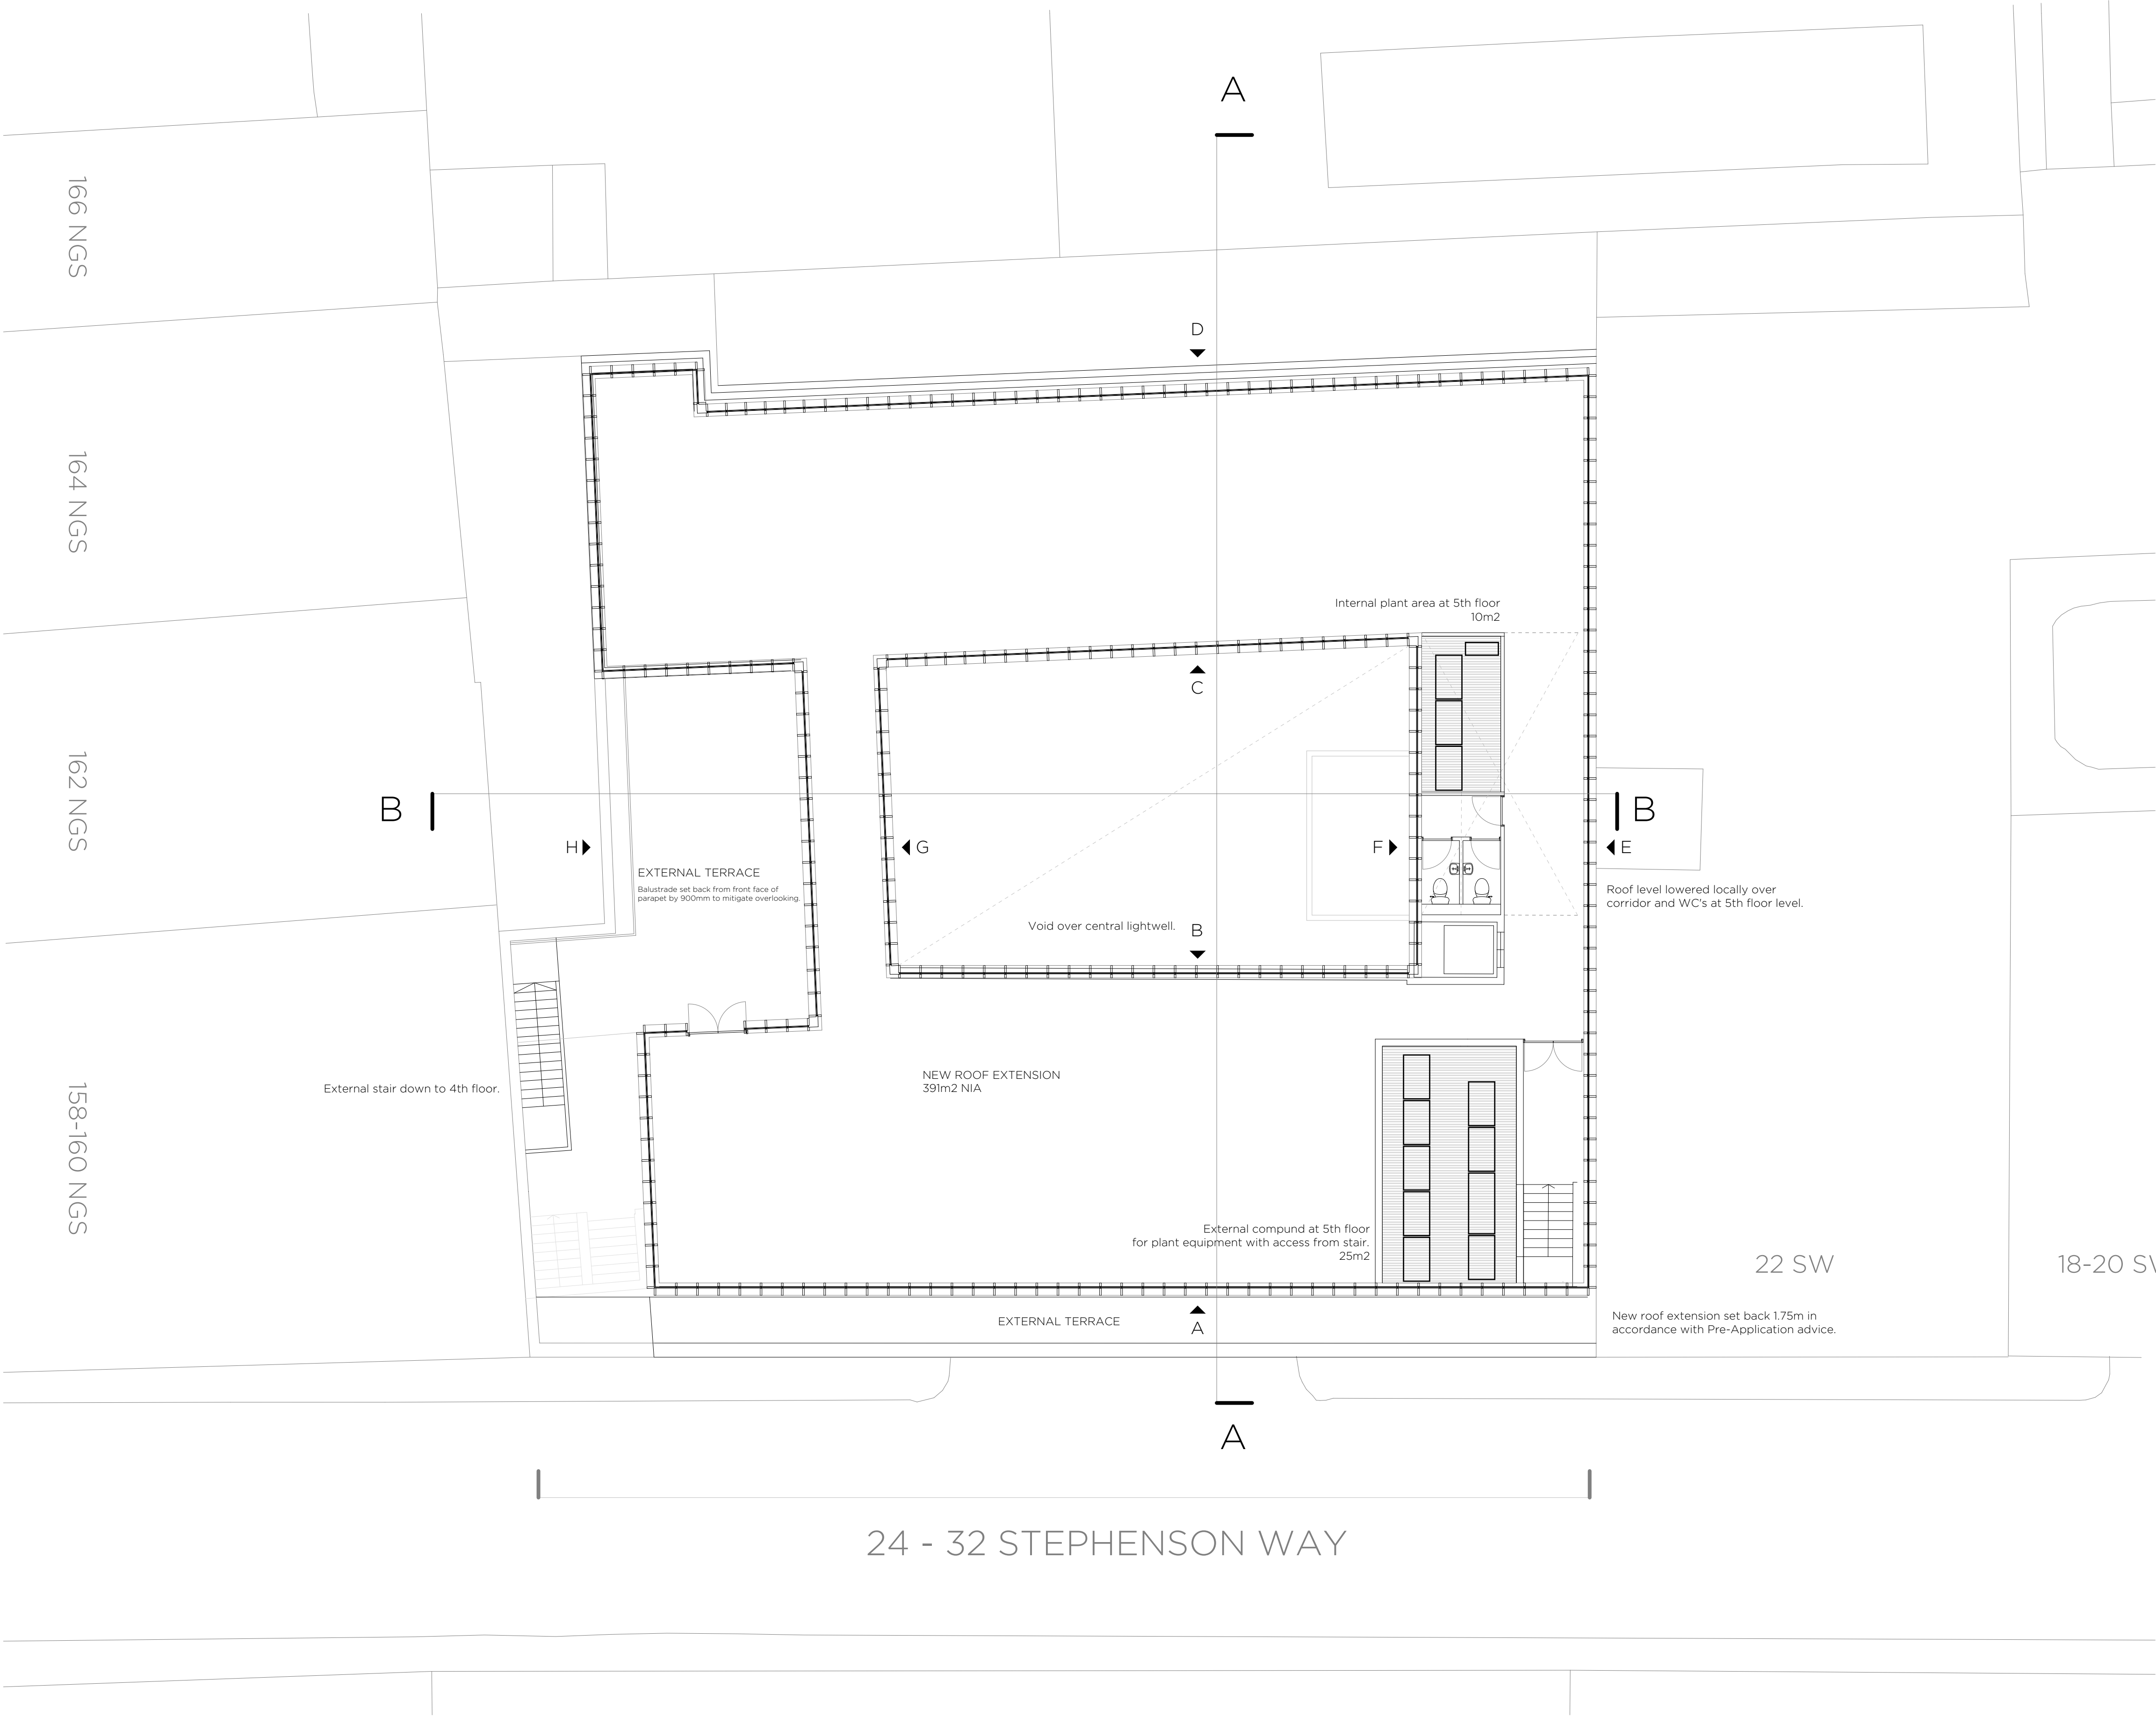 A
166 NGS
D
164 NGS
Internal plant area at 5th floor
10m2
C
162 NGS
B
B
H
G
F
E
EXTERNAL TERRACE
Balustrade set back from front face of
parapet by 900mm to mitigate overlooking.
Roof level lowered locally over
corridor and WC's at 5th floor level.
Void over central lightwell.
B
NEW ROOF EXTENSION
391m2 NIA
External stair down to 4th floor.
158-160 NGS
External compund at 5th floor
for plant equipment with access from stair.
25m2
22 SW
18-20 SW
EXTERNAL TERRACE
A
New roof extension set back 1.75m in
accordance with Pre-Application advice.
A
24 - 32 STEPHENSON WAY